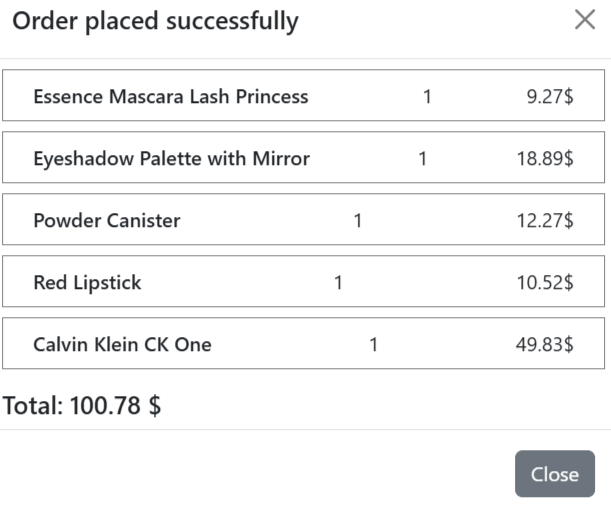 Order placed successfully
Essence Mascara Lash Princess 1 9.27$
Eyeshadow Palette with Mirror 1 18.89$
Powder Canister 1 12.27$
Red Lipstick 1 10.52$
Calvin Klein CK One 1 49.83$
Total: 100.78 $
Close